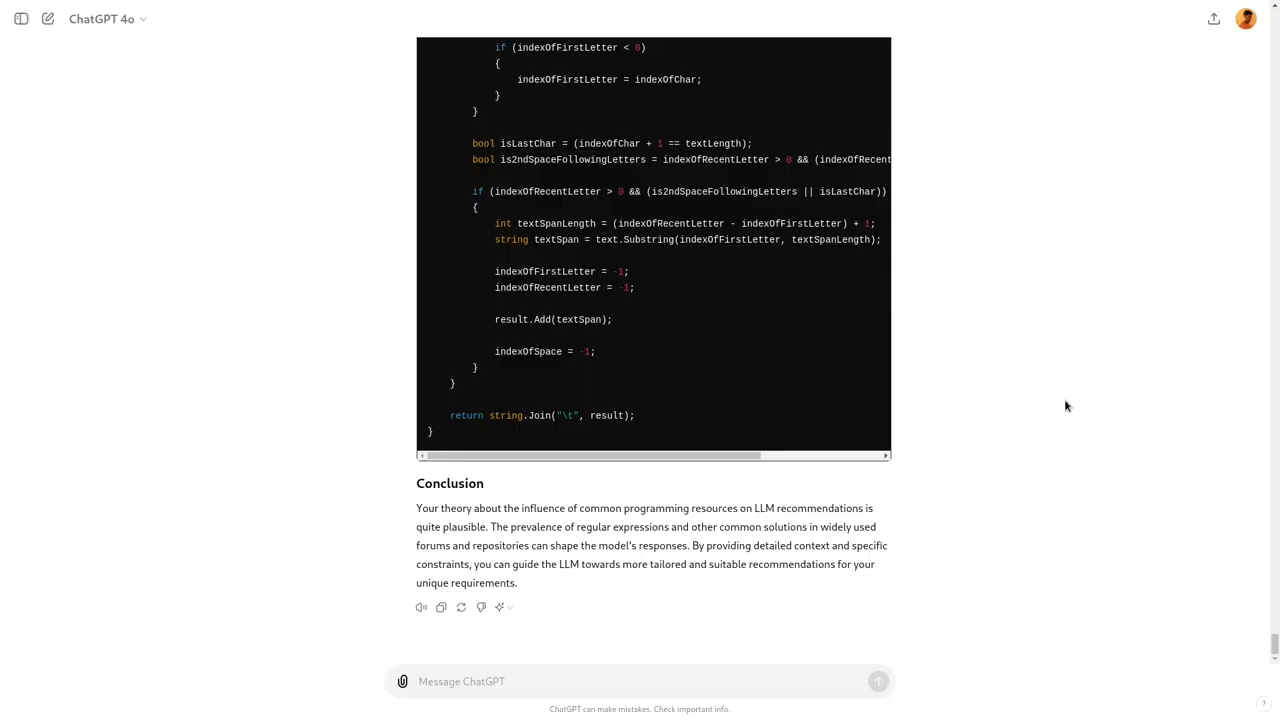 ChatGPT 4o
if (indexOfFirstLetter < 0)
{
indexOfFirstLetter = indexOfChar;
}
}
bool isLastChar = (indexOfChar + 1 == textLength);
bool is2ndSpaceFollowingLetters = indexOfRecentLetter > 0 && (indexOfRecent
if (indexOfRecentLetter > 0 && (is2ndSpaceFollowingLetters || isLastChar))
{
int textSpanLength = (indexOfRecentLetter - indexOfFirstLetter) + 1;
string textSpan = text.Substring(indexOfFirstLetter, textSpanLength);
indexOfFirstLetter = -1;
indexOfRecentLetter = -1;
result.Add(textSpan);
indexOfSpace = -1;
}
}
return string.Join("\t", result);
}
Conclusion
Your theory about the influence of common programming resources on LLM recommendations is
quite plausible. The prevalence of regular expressions and other common solutions in widely used
forums and repositories can shape the model's responses. By providing detailed context and specific
constraints, you can guide the LLM towards more tailored and suitable recommendations for your
unique requirements.
Message ChatGPT
ChatGPT can make mistakes. Check important info.
?